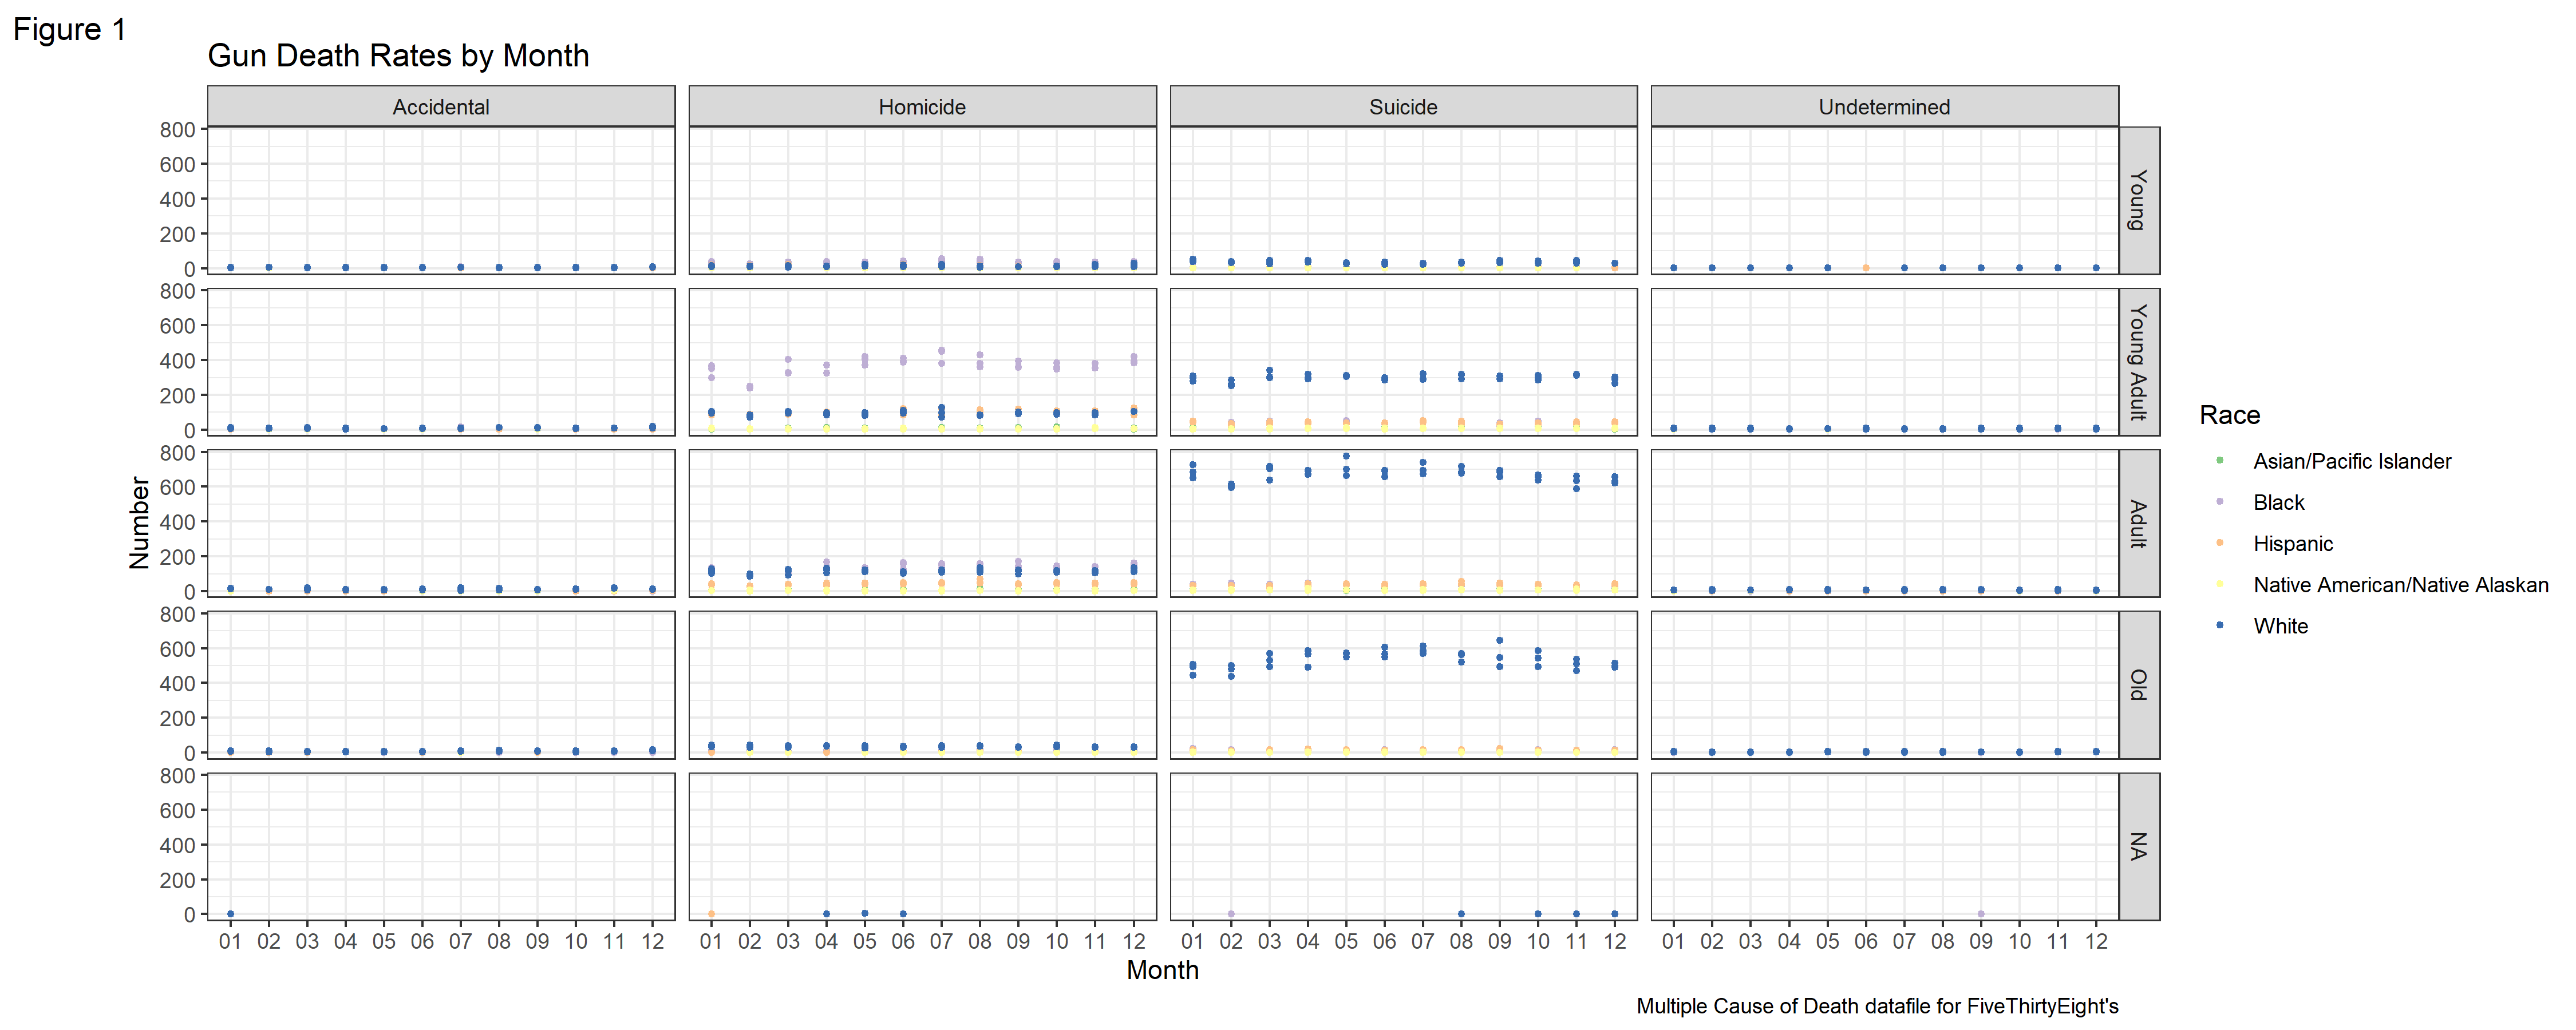 Figure 1
Gun Death Rates by Month
Accidental
Homicide
Suicide
Undetermined
800
600
400
200
0
Young
800
600
400
200
0
Young Adult
800
600
400
200
0
Adult
800
600
400
200
0
Old
800
600
400
200
0
NA
Number
01 02 03 04 05 06 07 08 09 10 11 12
01 02 03 04 05 06 07 08 09 10 11 12
01 02 03 04 05 06 07 08 09 10 11 12
01 02 03 04 05 06 07 08 09 10 11 12
Month
Race
Asian/Pacific Islander
Black
Hispanic
Native American/Native Alaskan
White
Multiple Cause of Death datafile for FiveThirtyEight's